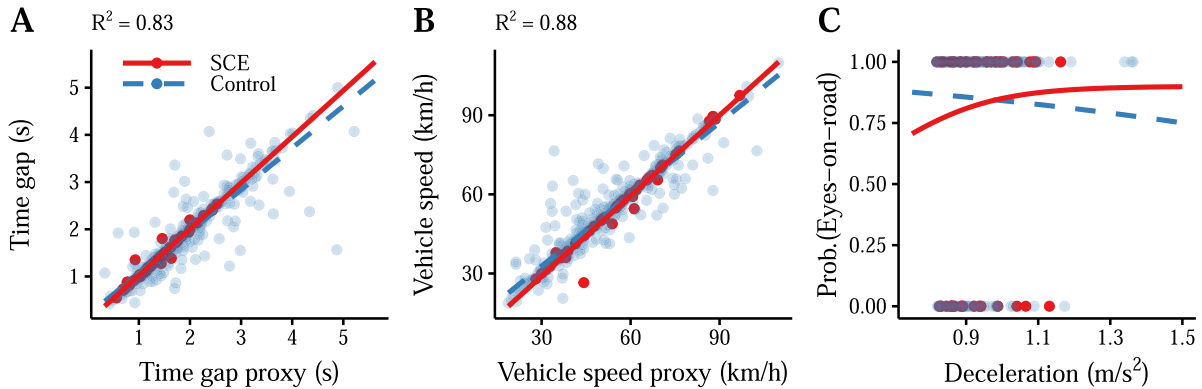 A
R² = 0.83
SCE
Control
5
4
3
2
1
Time gap (s)
1
2
3
4
5
Time gap proxy (s)
B
R² = 0.88
90
60
30
Vehicle speed (km/h)
30
60
90
Vehicle speed proxy (km/h)
C
1.00
0.75
0.50
0.25
0.00
Prob.(Eyes−on−road)
0.9
1.1
1.3
1.5
Deceleration (m/s²)